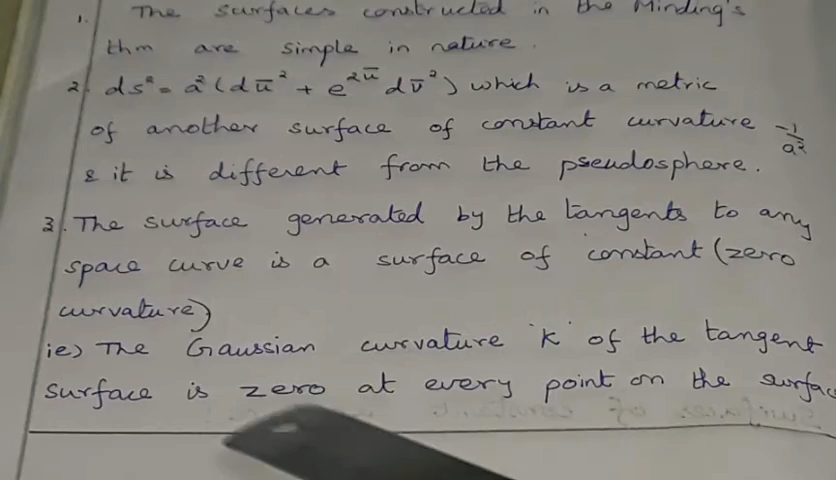 1. The surfaces constructed in the Minding's
thm are simple in nature.
2. ds² = a²(dū² + e^2ū dv̄²) which is a metric
of another surface of constant curvature -1/a²
& it is different from the pseudosphere.
3. The surface generated by the tangents to any
space curve is a surface of constant (zero
curvature)
ie) The Gaussian curvature 'K' of the tangent
surface is zero at every point on the surfac